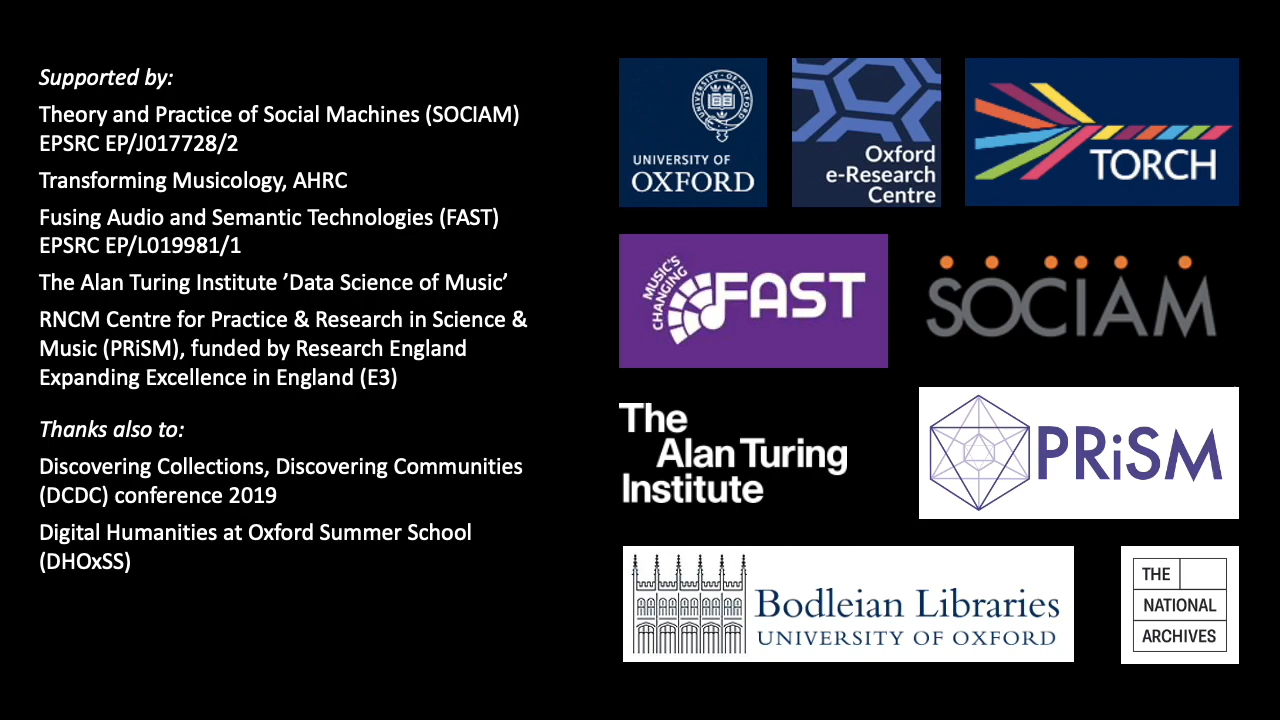 Supported by:
Theory and Practice of Social Machines (SOCIAM)
EPSRC EP/J017728/2
Transforming Musicology, AHRC
Fusing Audio and Semantic Technologies (FAST)
EPSRC EP/L019981/1
The Alan Turing Institute ’Data Science of Music’
RNCM Centre for Practice & Research in Science &
Music (PRiSM), funded by Research England
Expanding Excellence in England (E3)
Thanks also to:
Discovering Collections, Discovering Communities
(DCDC) conference 2019
Digital Humanities at Oxford Summer School
(DHOxSS)
UNIVERSITY OF OXFORD
UNIVERSITY OF
OXFORD
Oxford
e-Research
Centre
TORCH
MUSIC'S
CHANGING
FAST
SOCIAM
The
Alan Turing
Institute
PRiSM
Bodleian Libraries
UNIVERSITY OF OXFORD
THE
NATIONAL
ARCHIVES